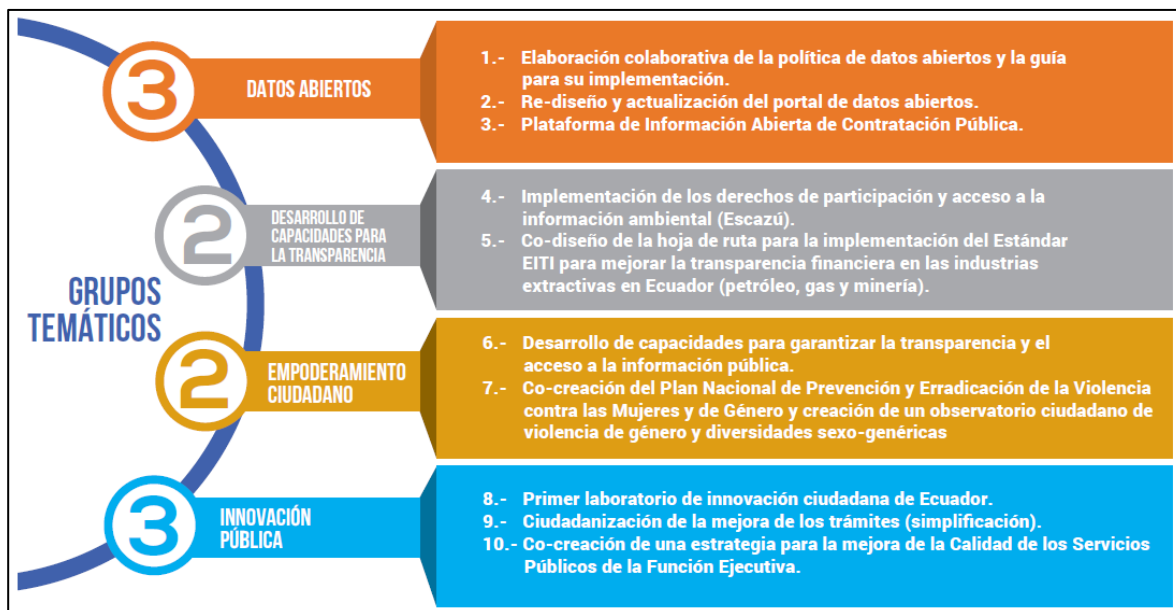 GRUPOS
TEMÁTICOS
3
DATOS ABIERTOS
1.- Elaboración colaborativa de la política de datos abiertos y la guía
para su implementación.
2.- Re-diseño y actualización del portal de datos abiertos.
3.- Plataforma de Información Abierta de Contratación Pública.
2
DESARROLLO DE
CAPACIDADES PARA
LA TRANSPARENCIA
4.- Implementación de los derechos de participación y acceso a la
información ambiental (Escazú).
5.- Co-diseño de la hoja de ruta para la implementación del Estándar
EITI para mejorar la transparencia financiera en las industrias
extractivas en Ecuador (petróleo, gas y minería).
2
EMPODERAMIENTO
CIUDADANO
6.- Desarrollo de capacidades para garantizar la transparencia y el
acceso a la información pública.
7.- Co-creación del Plan Nacional de Prevención y Erradicación de la Violencia
contra las Mujeres y de Género y creación de un observatorio ciudadano de
violencia de género y diversidades sexo-genéricas
3
INNOVACIÓN
PÚBLICA
8.- Primer laboratorio de innovación ciudadana de Ecuador.
9.- Ciudadanización de la mejora de los trámites (simplificación).
10.- Co-creación de una estrategia para la mejora de la Calidad de los Servicios
Públicos de la Función Ejecutiva.